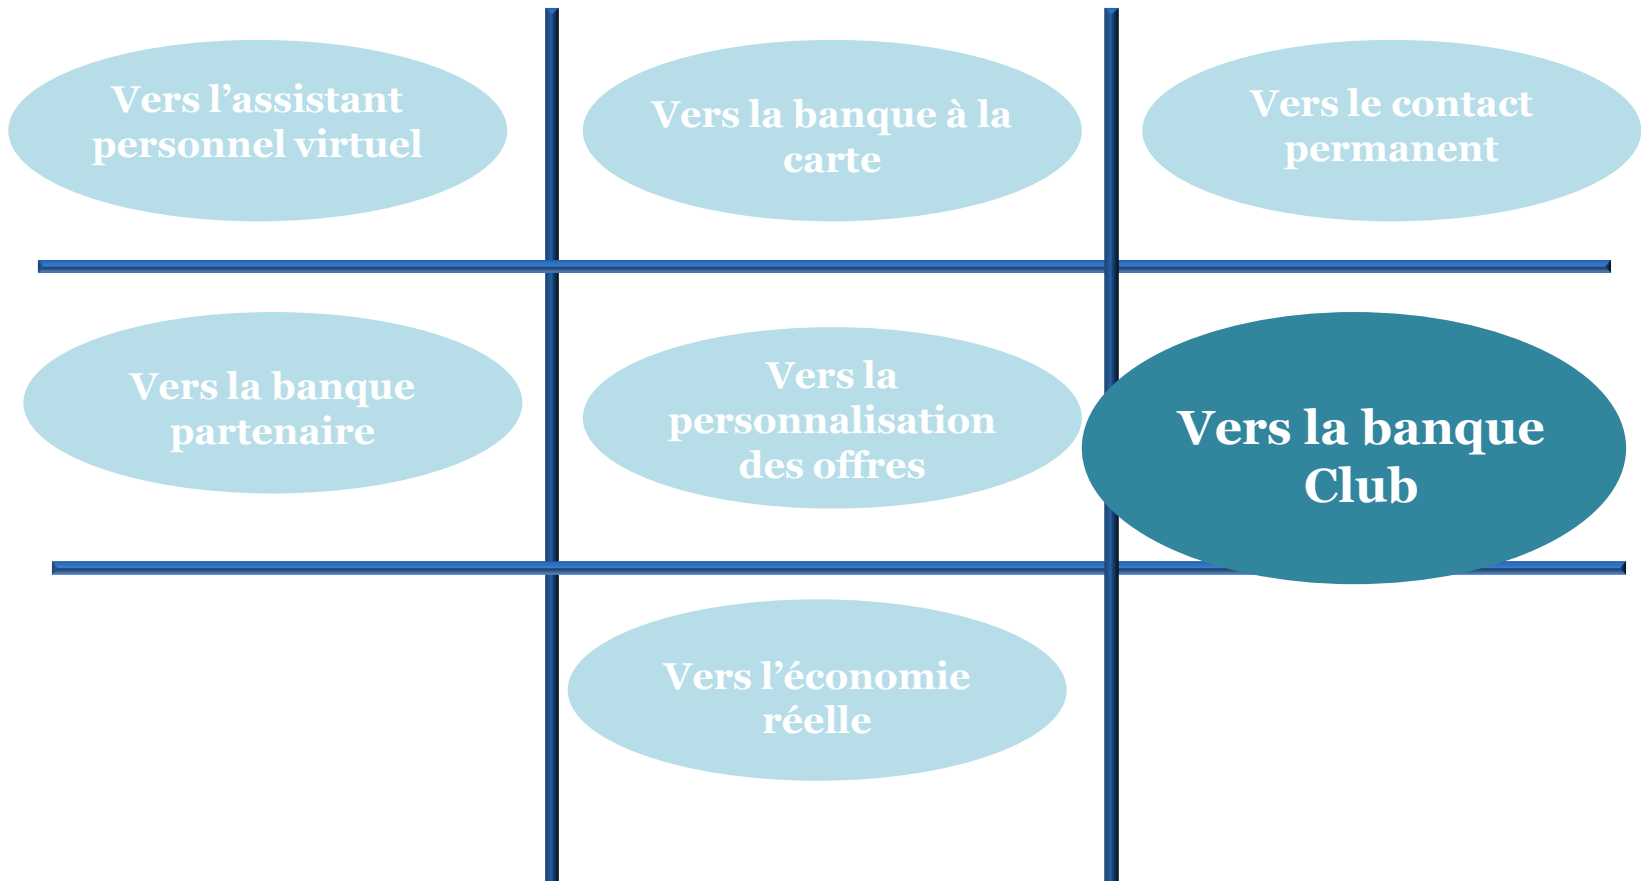 Vers l’assistant
personnel virtuel
Vers la banque à la
carte
Vers le contact
permanent
Vers la banque
partenaire
Vers la
personnalisation
des offres
Vers la banque
Club
Vers l’économie
réelle